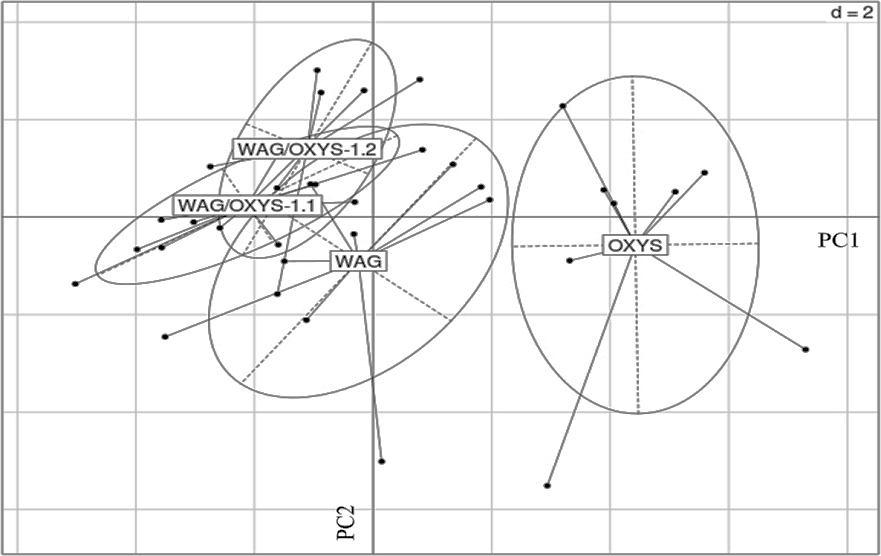 d = 2
WAG/OXYS-1.2
WAG/OXYS-1.1
PC1
OXYS
WAG
PC2